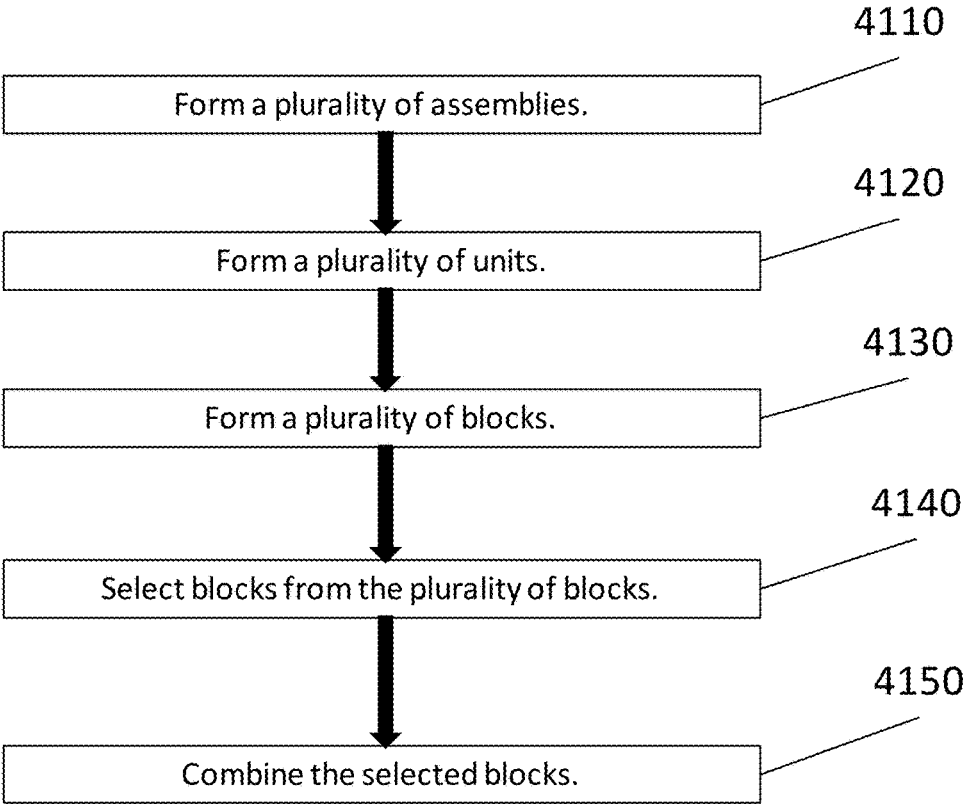 4110
Form a plurality of assemblies.
4120
Form a plurality of units.
4130
Form a plurality of blocks.
4140
Select blocks from the plurality of blocks.
4150
Combine the selected blocks.